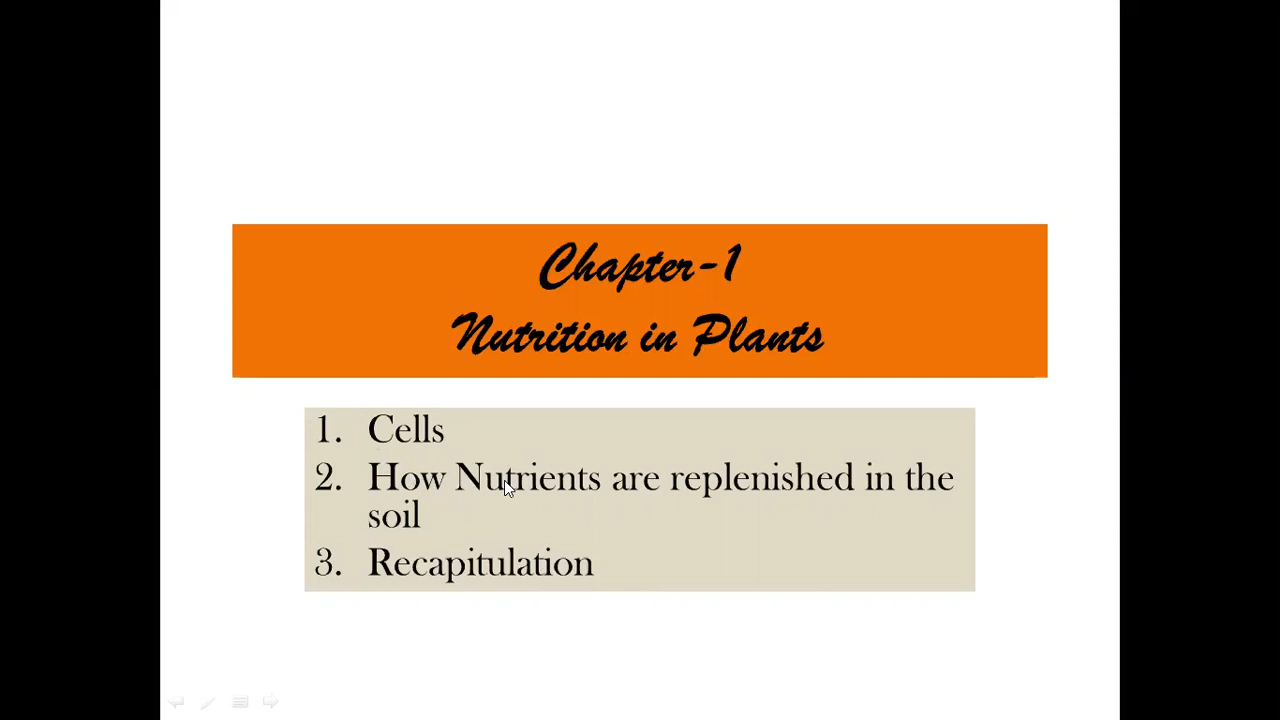 Chapter-1
Nutrition in Plants
1. Cells
2. How Nutrients are replenished in the
soil
3. Recapitulation